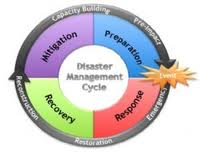 Capacity Building
Pre-Impact
Mitigation
Preparation
Disaster
Management
Cycle
Event
Recovery
Response
Emergency
Reconstruction
Restoration